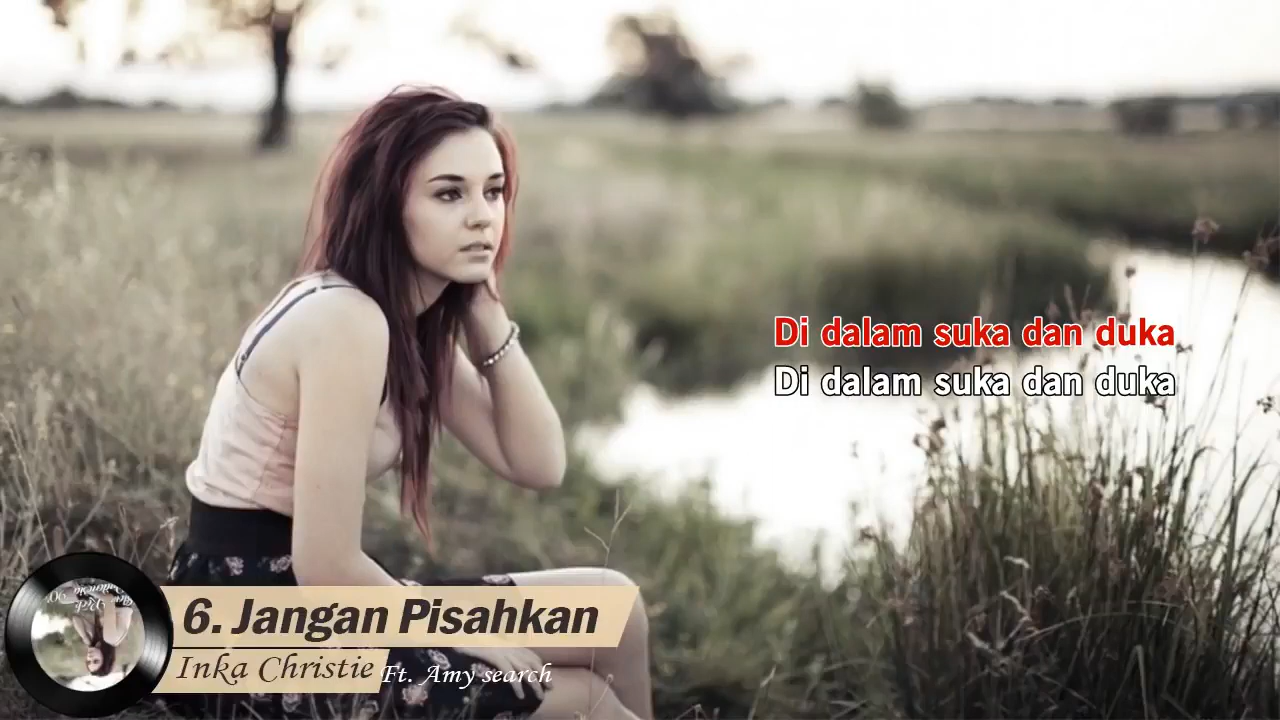 Di dalam suka dan duka
Di dalam suka dan duka
6. Jangan Pisahkan
Inka Christie Ft. Amy search